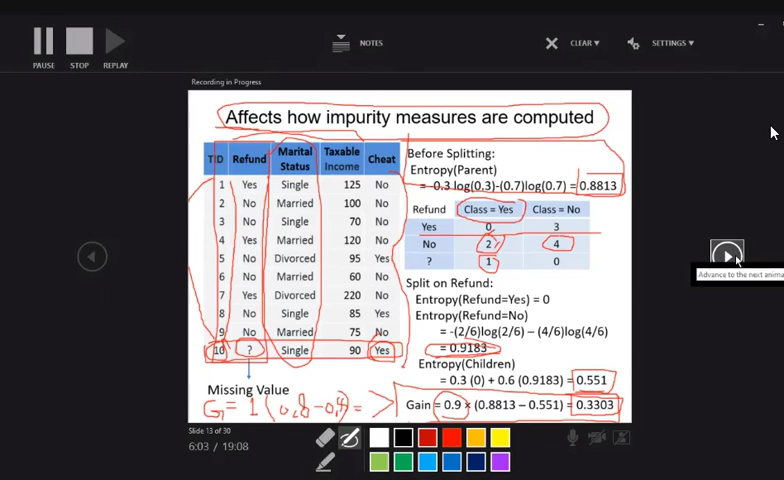 PAUSE STOP REPLAY
NOTES
CLEAR
SETTINGS
Recording in Progress
Affects how impurity measures are computed
TID Refund Marital Status Taxable Income Cheat
1 Yes Single 125 No
2 No Married 100 No
3 No Single 70 No
4 Yes Married 120 No
5 No Divorced 95 Yes
6 No Married 60 No
7 Yes Divorced 220 No
8 No Single 85 Yes
9 No Married 75 No
10 ? Single 90 Yes
Missing Value
Before Splitting:
Entropy(Parent)
= -0.3 log(0.3)-(0.7)log(0.7) = 0.8813
Refund Class = Yes Class = No
Yes 0 3
No 2 4
? 1 0
Split on Refund:
Entropy(Refund=Yes) = 0
Entropy(Refund=No)
= -(2/6)log(2/6) – (4/6)log(4/6)
= 0.9183
Entropy(Children)
= 0.3 (0) + 0.6 (0.9183) = 0.551
Gain = 0.9 × (0.8813 – 0.551) = 0.3303
Advance to the next anima
Slide 13 of 30
6:03 / 19:08